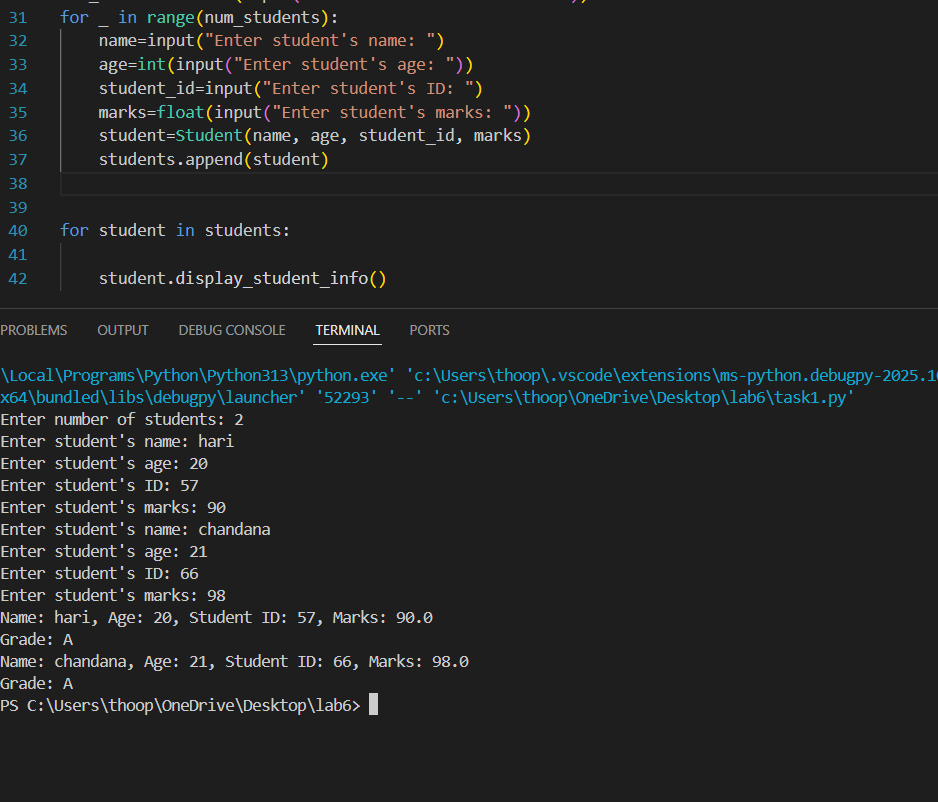 31 for _ in range(num_students):
32 name=input("Enter student's name: ")
33 age=int(input("Enter student's age: "))
34 student_id=input("Enter student's ID: ")
35 marks=float(input("Enter student's marks: "))
36 student=Student(name, age, student_id, marks)
37 students.append(student)
38
39
40 for student in students:
41
42 student.display_student_info()
PROBLEMS OUTPUT DEBUG CONSOLE TERMINAL PORTS
\Local\Programs\Python\Python313\python.exe' 'c:\Users\thoop\.vscode\extensions\ms-python.debugpy-2025.10
x64\bundled\libs\debugpy\launcher' '52293' '--' 'c:\Users\thoop\OneDrive\Desktop\lab6\task1.py'
Enter number of students: 2
Enter student's name: hari
Enter student's age: 20
Enter student's ID: 57
Enter student's marks: 90
Enter student's name: chandana
Enter student's age: 21
Enter student's ID: 66
Enter student's marks: 98
Name: hari, Age: 20, Student ID: 57, Marks: 90.0
Grade: A
Name: chandana, Age: 21, Student ID: 66, Marks: 98.0
Grade: A
PS C:\Users\thoop\OneDrive\Desktop\lab6>